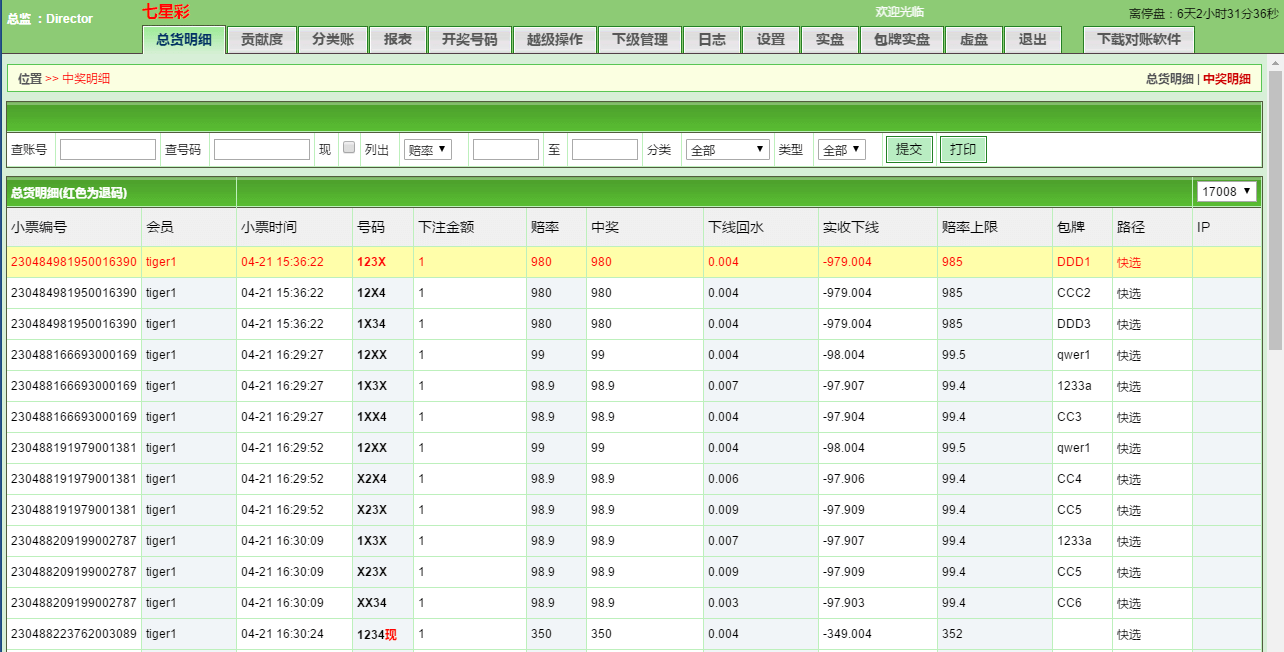 总监 ：Director
七星彩
欢迎光临
离停盘：6天2小时31分36秒
总货明细 贡献度 分类账 报表 开奖号码 越级操作 下级管理 日志 设置 实盘 包牌实盘 虚盘 退出 下载对账软件
位置 >> 中奖明细
总货明细 | 中奖明细
查账号 查号码 现 列出 赔率 至 分类 全部 类型 全部 提交 打印
总货明细(红色为退码) 17008
小票编号 会员 小票时间 号码 下注金额 赔率 中奖 下线回水 实收下线 赔率上限 包牌 路径 IP
230484981950016390 tiger1 04-21 15:36:22 123X 1 980 980 0.004 -979.004 985 DDD1 快选
230484981950016390 tiger1 04-21 15:36:22 12X4 1 980 980 0.004 -979.004 985 CCC2 快选
230484981950016390 tiger1 04-21 15:36:22 1X34 1 980 980 0.004 -979.004 985 DDD3 快选
230488166693000169 tiger1 04-21 16:29:27 12XX 1 99 99 0.004 -98.004 99.5 qwer1 快选
230488166693000169 tiger1 04-21 16:29:27 1X3X 1 98.9 98.9 0.007 -97.907 99.4 1233a 快选
230488166693000169 tiger1 04-21 16:29:27 1XX4 1 98.9 98.9 0.004 -97.904 99.4 CC3 快选
230488191979001381 tiger1 04-21 16:29:52 12XX 1 99 99 0.004 -98.004 99.5 qwer1 快选
230488191979001381 tiger1 04-21 16:29:52 X2X4 1 98.9 98.9 0.006 -97.906 99.4 CC4 快选
230488191979001381 tiger1 04-21 16:29:52 X23X 1 98.9 98.9 0.009 -97.909 99.4 CC5 快选
230488209199002787 tiger1 04-21 16:30:09 1X3X 1 98.9 98.9 0.007 -97.907 99.4 1233a 快选
230488209199002787 tiger1 04-21 16:30:09 X23X 1 98.9 98.9 0.009 -97.909 99.4 CC5 快选
230488209199002787 tiger1 04-21 16:30:09 XX34 1 98.9 98.9 0.003 -97.903 99.4 CC6 快选
230488223762003089 tiger1 04-21 16:30:24 1234现 1 350 350 0.004 -349.004 352 快选